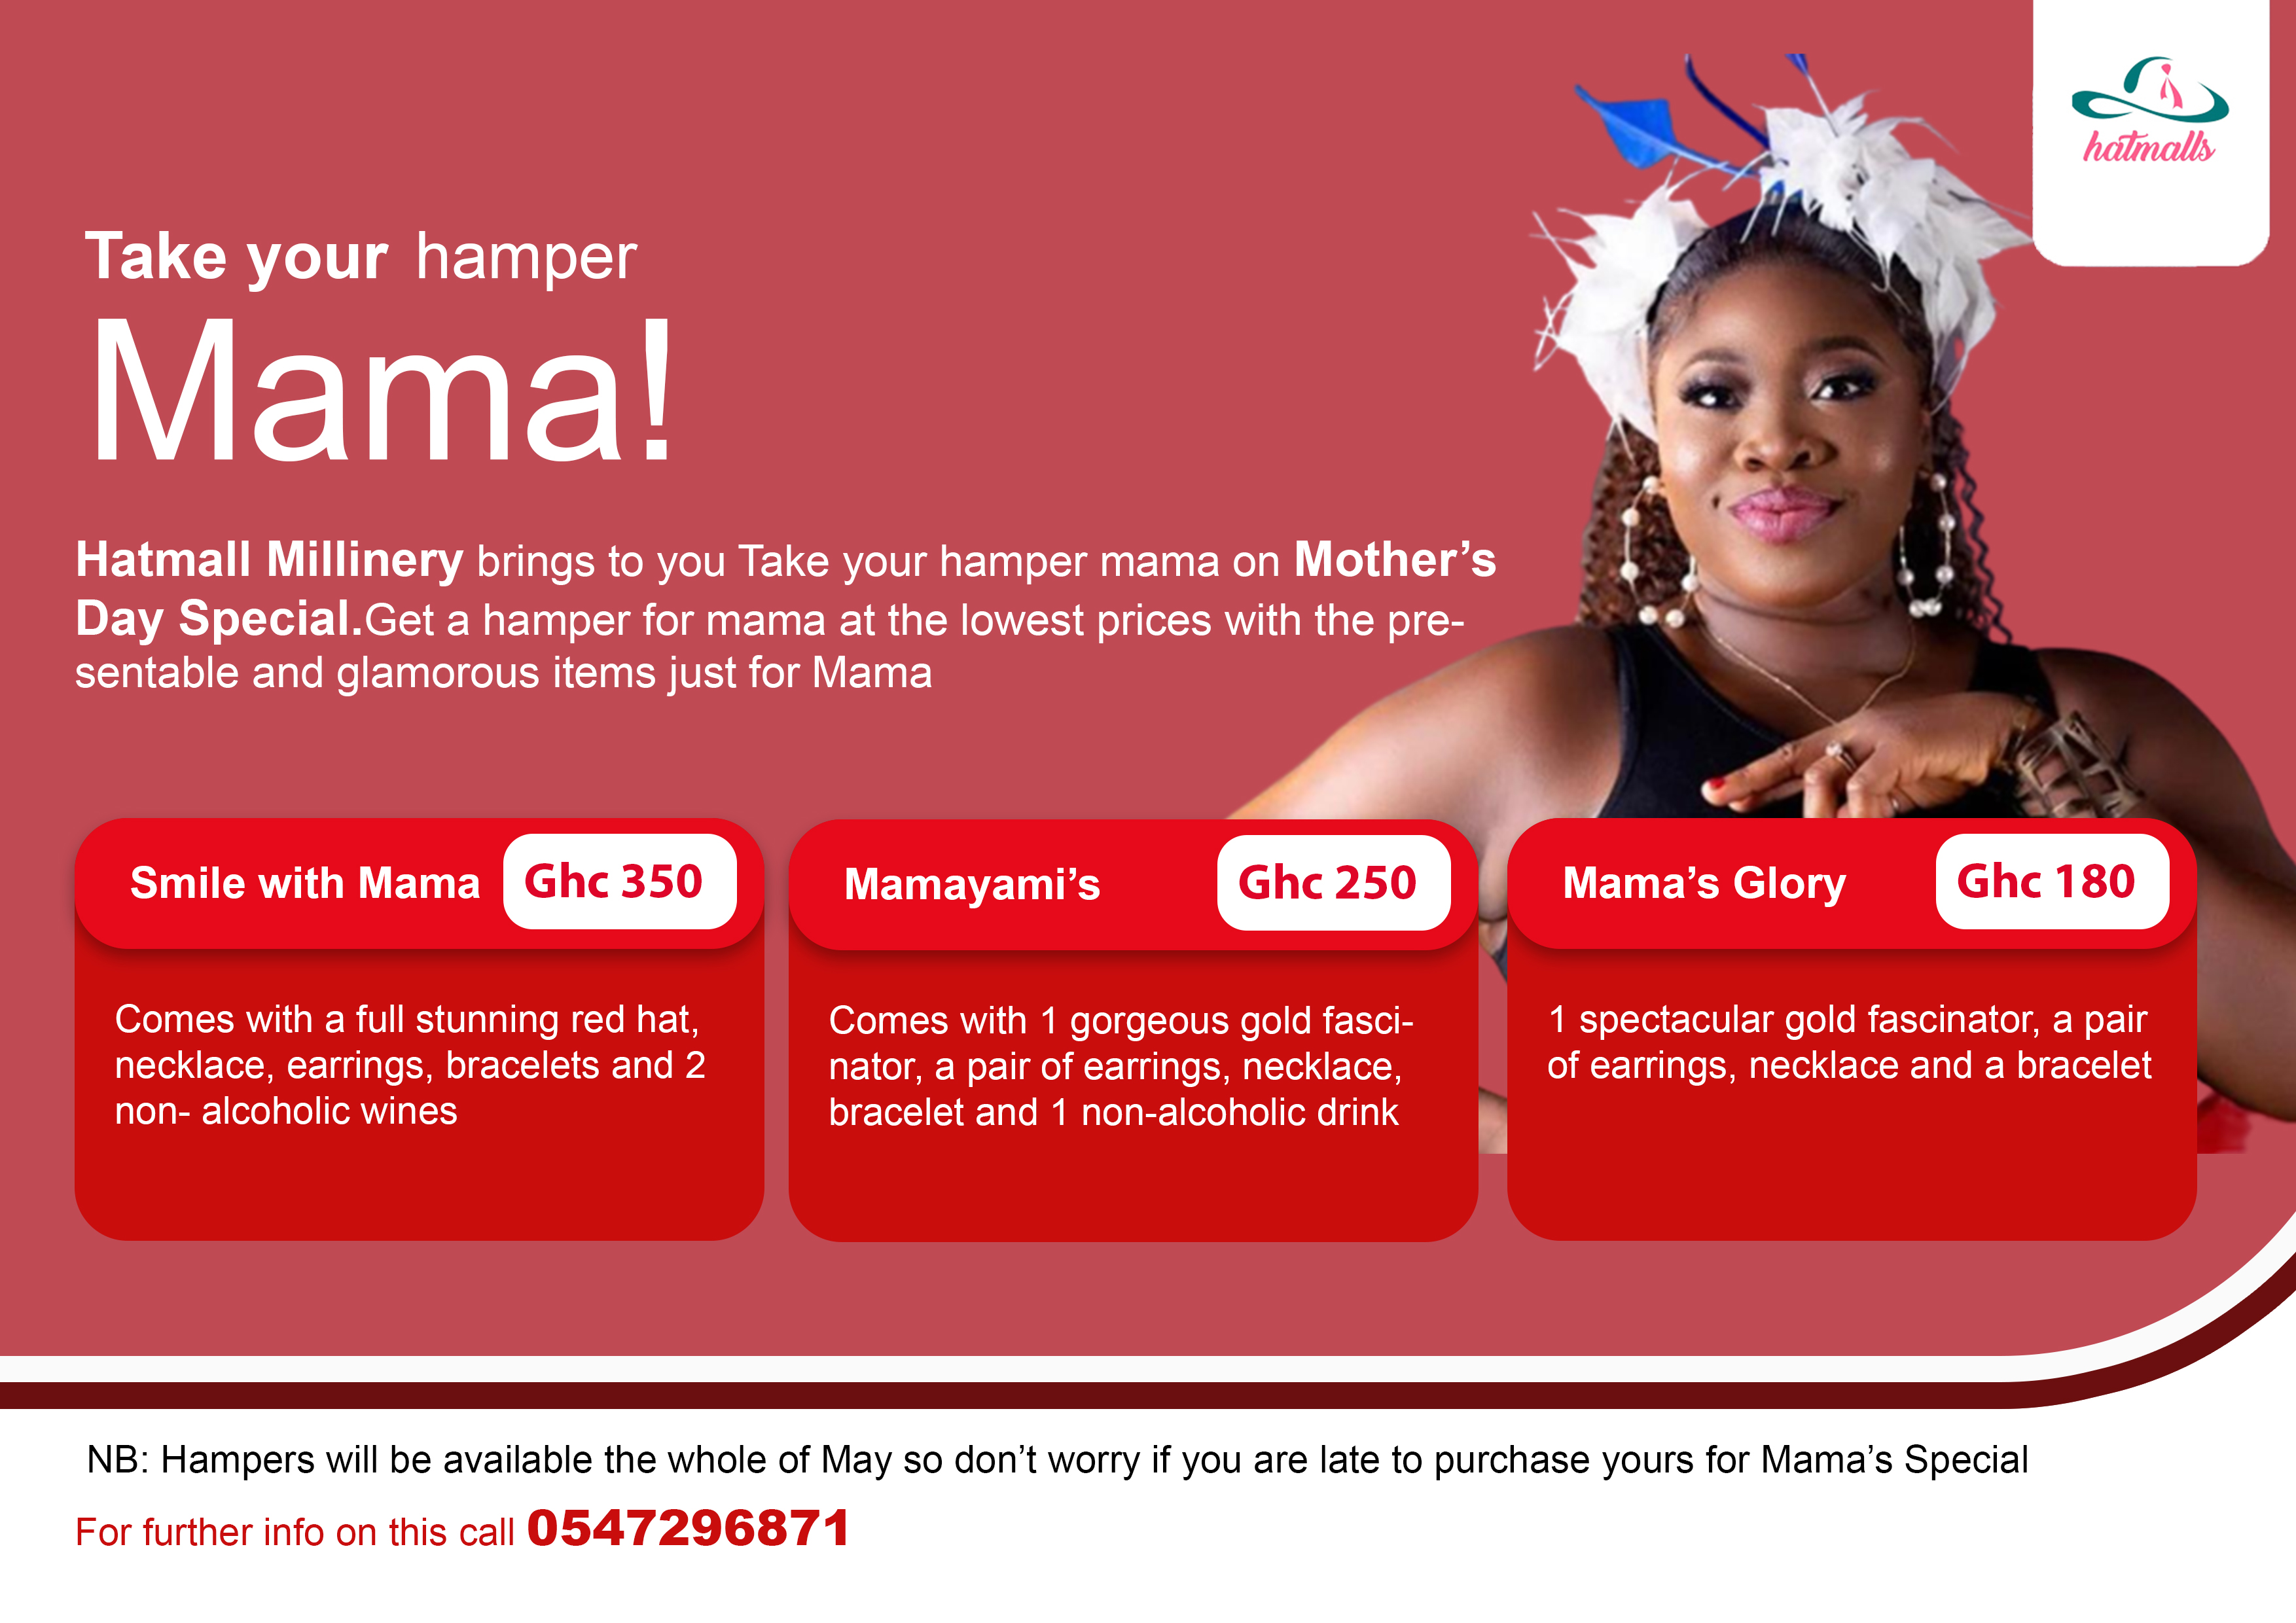 hatmalls
Take your hamper
Mama!
Hatmall Millinery brings to you Take your hamper mama on Mother’s
Day Special.Get a hamper for mama at the lowest prices with the pre-
sentable and glamorous items just for Mama
Smile with Mama Ghc 350
Comes with a full stunning red hat,
necklace, earrings, bracelets and 2
non- alcoholic wines
Mamayami’s Ghc 250
Comes with 1 gorgeous gold fasci-
nator, a pair of earrings, necklace,
bracelet and 1 non-alcoholic drink
Mama’s Glory Ghc 180
1 spectacular gold fascinator, a pair
of earrings, necklace and a bracelet
NB: Hampers will be available the whole of May so don’t worry if you are late to purchase yours for Mama’s Special
For further info on this call 0547296871